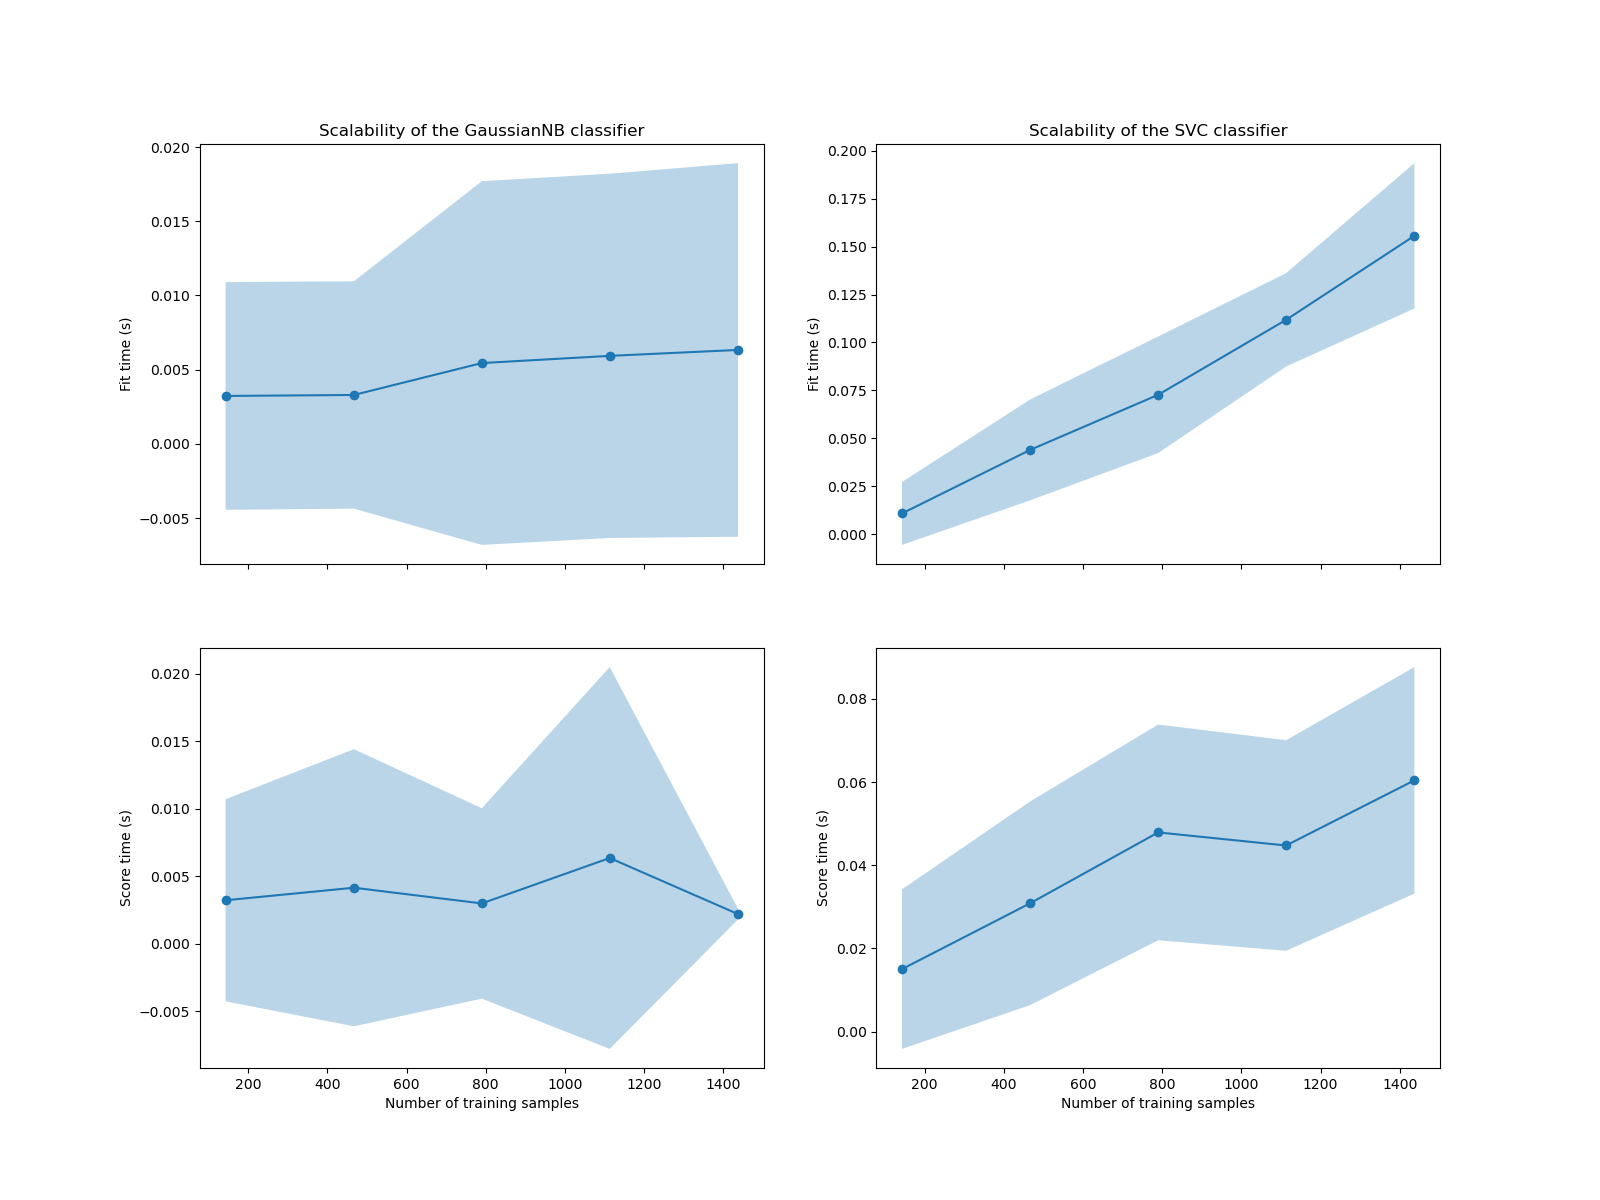 Scalability of the GaussianNB classifier
0.020
0.015
0.010
0.005
0.000
−0.005
Fit time (s)
Scalability of the SVC classifier
0.200
0.175
0.150
0.125
0.100
0.075
0.050
0.025
0.000
Fit time (s)
0.020
0.015
0.010
0.005
0.000
−0.005
Score time (s)
200 400 600 800 1000 1200 1400
Number of training samples
0.08
0.06
0.04
0.02
0.00
Score time (s)
200 400 600 800 1000 1200 1400
Number of training samples